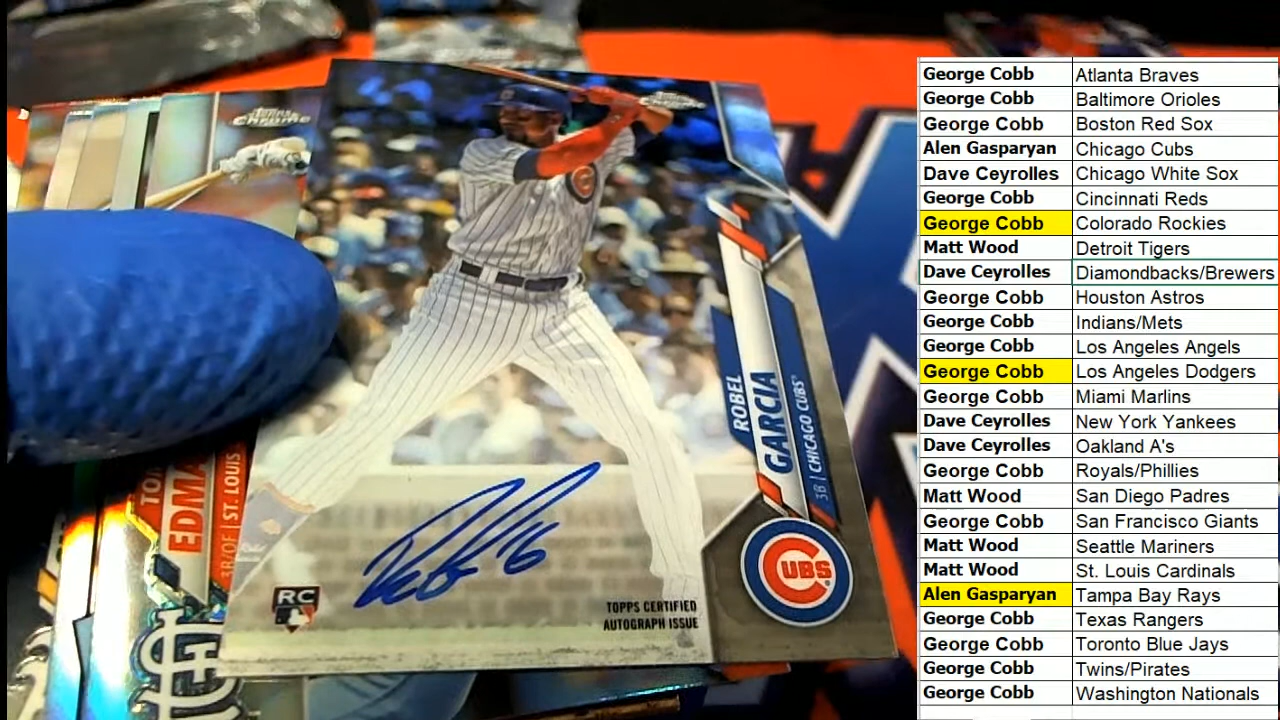 Topps Chrome
Topps Chrome
ROBEL
GARCIA
3B | CHICAGO CUBS
CUBS
RC
TOPPS CERTIFIED
AUTOGRAPH ISSUE
16
EDMA
3B/OF | ST. LOUIS
George Cobb Atlanta Braves
George Cobb Baltimore Orioles
George Cobb Boston Red Sox
Alen Gasparyan Chicago Cubs
Dave Ceyrolles Chicago White Sox
George Cobb Cincinnati Reds
George Cobb Colorado Rockies
Matt Wood Detroit Tigers
Dave Ceyrolles Diamondbacks/Brewers
George Cobb Houston Astros
George Cobb Indians/Mets
George Cobb Los Angeles Angels
George Cobb Los Angeles Dodgers
George Cobb Miami Marlins
Dave Ceyrolles New York Yankees
Dave Ceyrolles Oakland A's
George Cobb Royals/Phillies
Matt Wood San Diego Padres
George Cobb San Francisco Giants
Matt Wood Seattle Mariners
Matt Wood St. Louis Cardinals
Alen Gasparyan Tampa Bay Rays
George Cobb Texas Rangers
George Cobb Toronto Blue Jays
George Cobb Twins/Pirates
George Cobb Washington Nationals